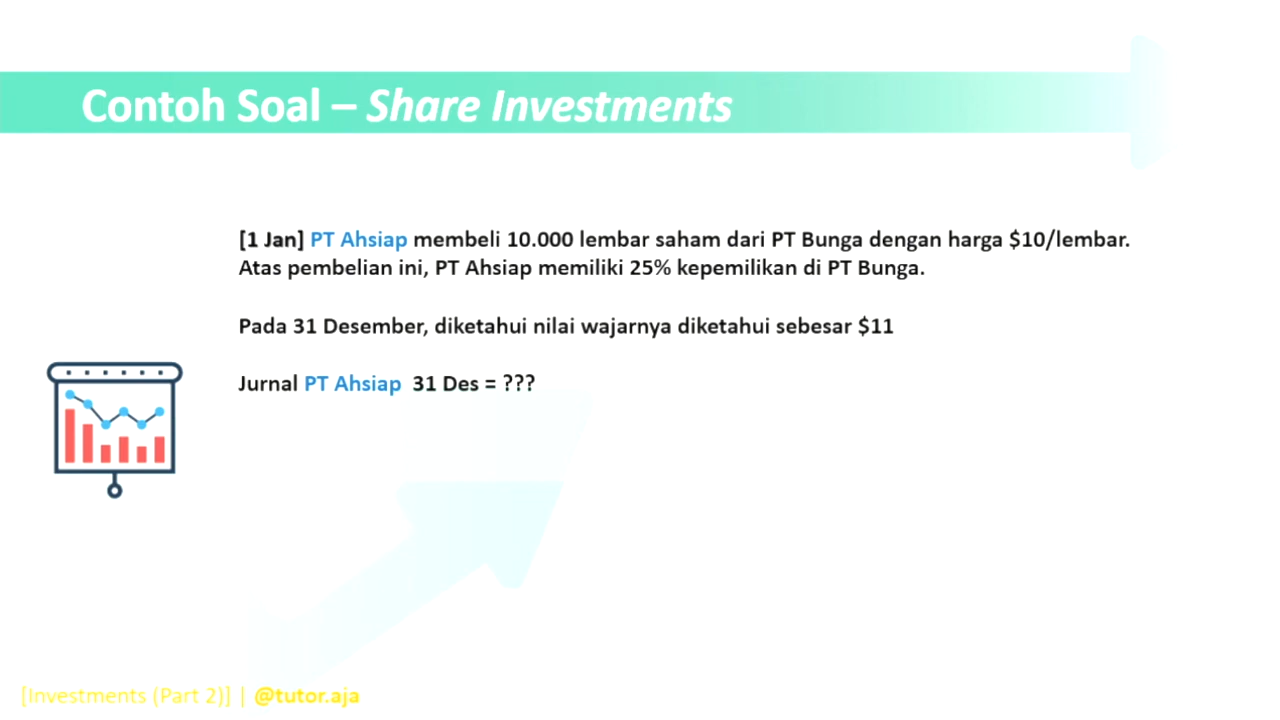 Contoh Soal – Share Investments
[1 Jan] PT Ahsiap membeli 10.000 lembar saham dari PT Bunga dengan harga $10/lembar.
Atas pembelian ini, PT Ahsiap memiliki 25% kepemilikan di PT Bunga.
Pada 31 Desember, diketahui nilai wajarnya diketahui sebesar $11
Jurnal PT Ahsiap 31 Des = ???
[Investments (Part 2)] | @tutor.aja